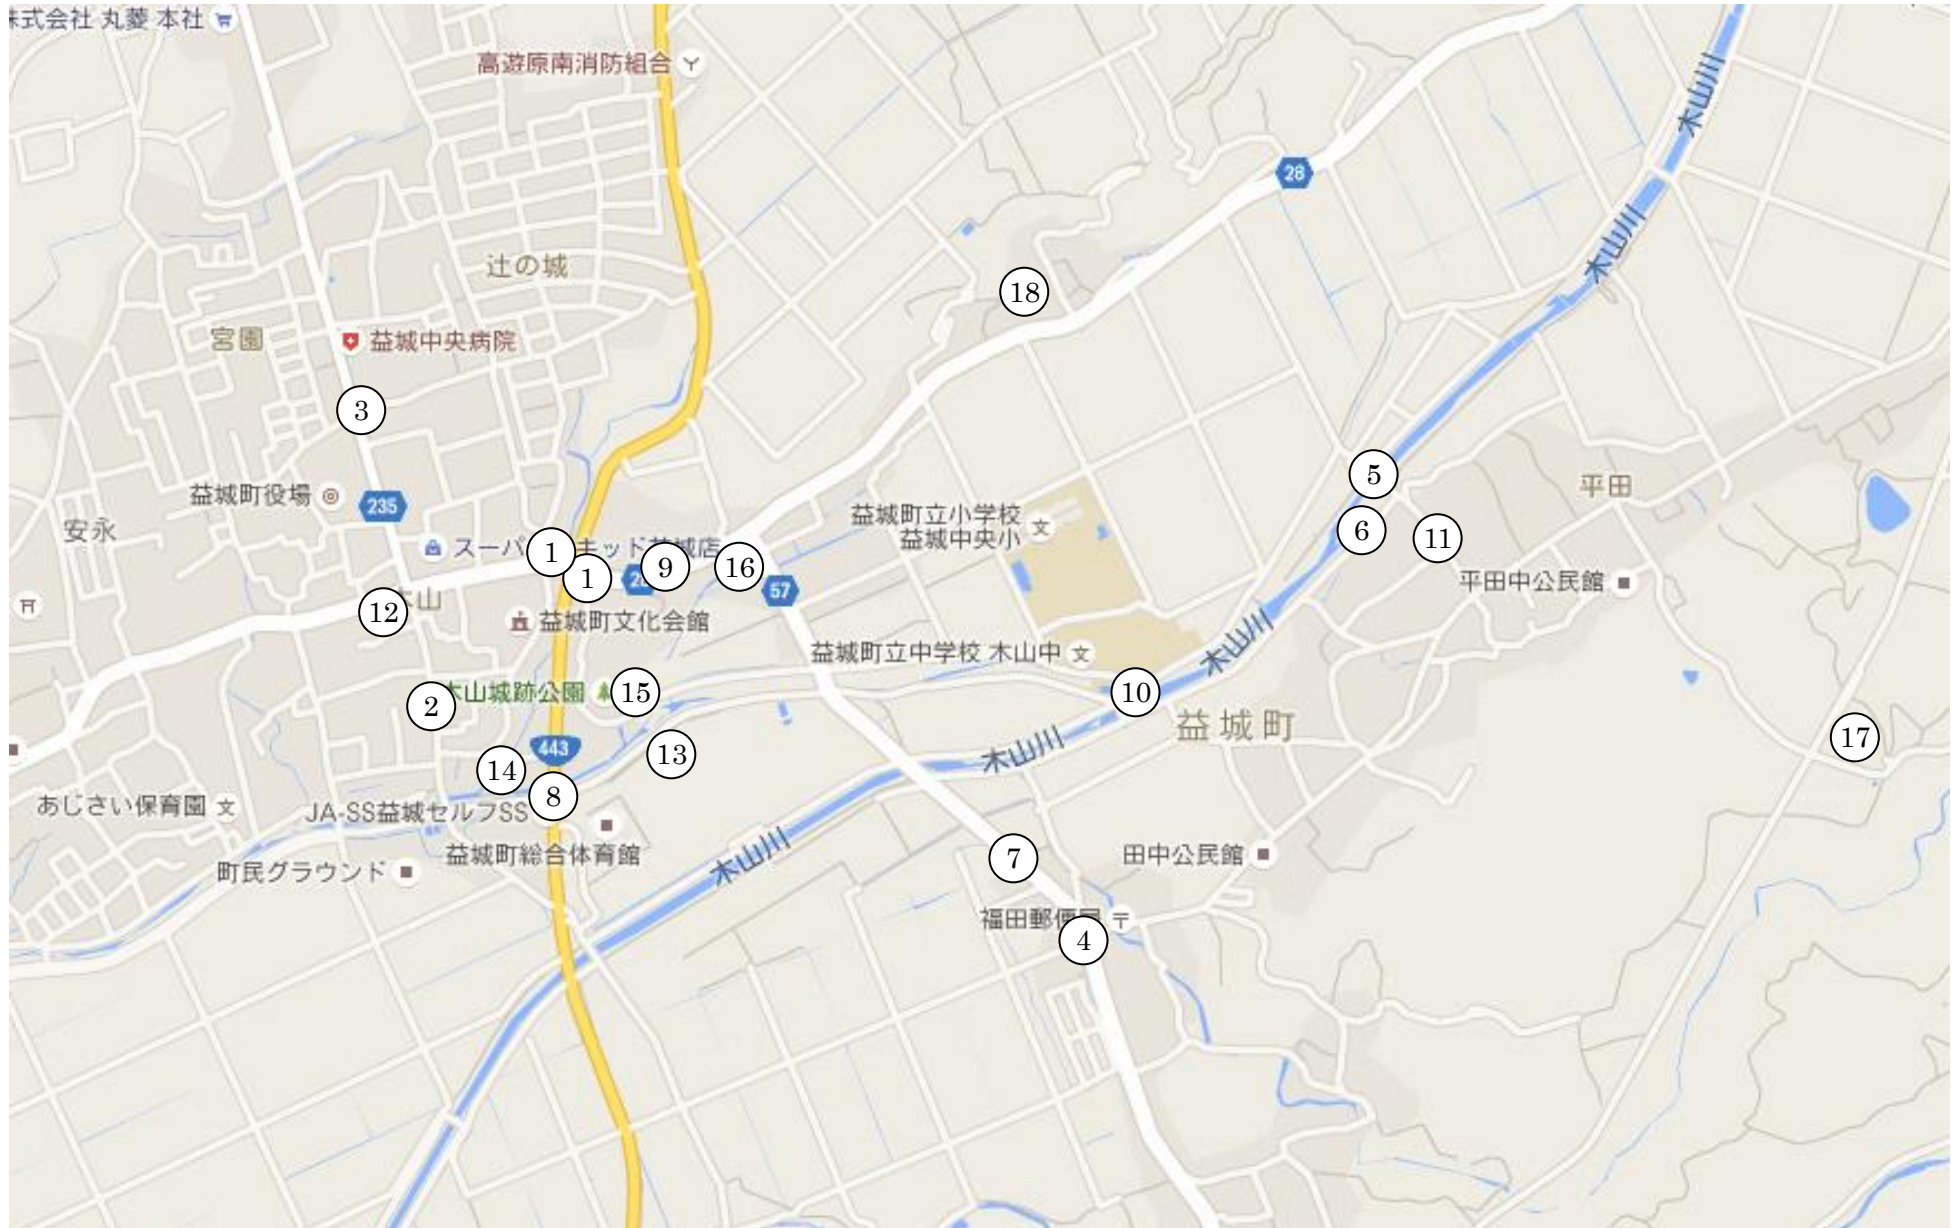 株式会社 丸菱 本社
高遊原南消防組合
木山川
28
木山川
辻の城
18
宮園
益城中央病院
3
5
平田
益城町役場
235
益城町立小学校
益城中央小
6
11
安永
スーパ
1
キッド益城店
1
9
16
57
平田中公民館
12
山
益城町文化会館
木山川
益城町立中学校 木山中
2
木山城跡公園
15
10
益城町
17
443
13
木山川
14
8
あじさい保育園
JA-SS益城セルフSS
益城町総合体育館
町民グラウンド
木山川
7
田中公民館
福田郵便局
4